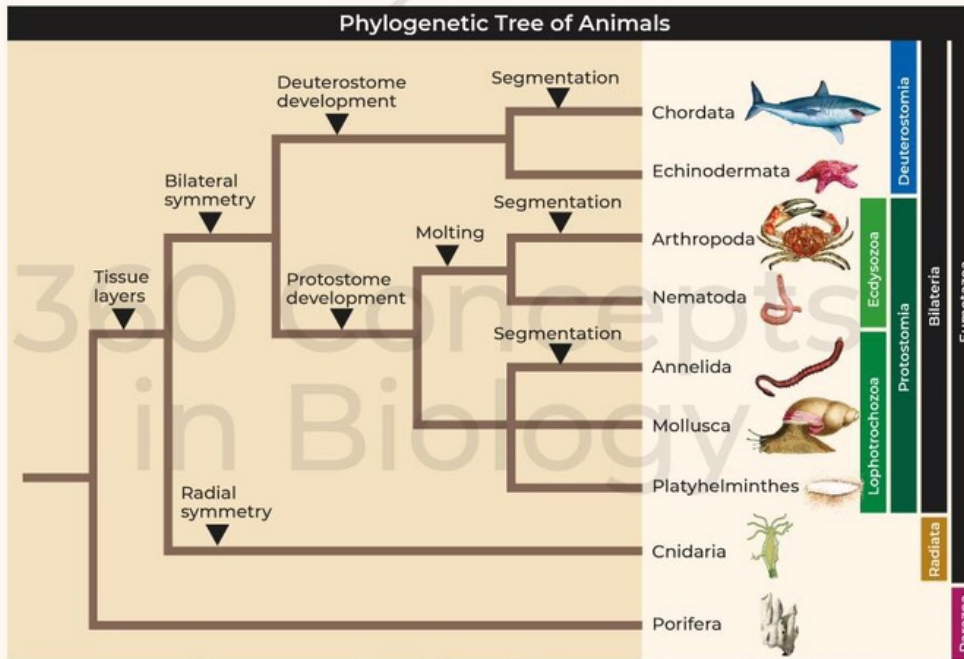 Phylogenetic Tree of Animals
Deuterostome
development
Segmentation
Chordata
Echinodermata
Deuterostomia
Bilateral
symmetry
Segmentation
Molting
Arthropoda
Nematoda
Ecdysozoa
Tissue
layers
Protostome
development
Segmentation
Annelida
Mollusca
Platyhelminthes
Lophotrochozoa
Protostomia
Bilateria
Radial
symmetry
Cnidaria
Radiata
Porifera
360 Concepts
in Biology